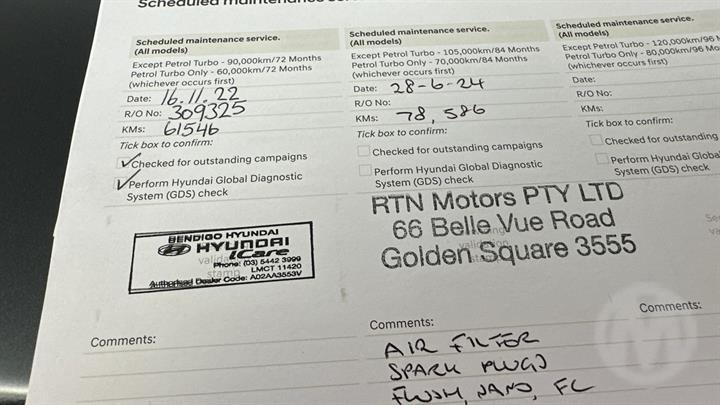 Scheduled maintenance
Scheduled maintenance service.
(All models)
Except Petrol Turbo - 90,000km/72 Months
Petrol Turbo Only - 60,000km/72 Months
(whichever occurs first)
Date: 16.11.22
R/O No: 309325
KMs: 61546
Tick box to confirm:
Checked for outstanding campaigns
Perform Hyundai Global Diagnostic
System (GDS) check
BENDIGO HYUNDAI
HYUNDAI
iCare
Phone: (03) 5442 3999
LMCT 11420
Authorised Dealer Code: A02AA3553V
Comments:
Scheduled maintenance service.
(All models)
Except Petrol Turbo - 105,000km/84 Months
Petrol Turbo Only - 70,000km/84 Months
(whichever occurs first)
Date: 28-6-24
R/O No:
KMs: 78,586
Tick box to confirm:
Checked for outstanding campaigns
Perform Hyundai Global Diagnostic
System (GDS) check
RTN Motors PTY LTD
66 Belle Vue Road
Golden Square 3555
Comments:
AIR FILTER
SPARK PLUGS
FLUSH, NANO, FC
Scheduled maintenance service.
(All models)
Except Petrol Turbo - 120,000km/96 M
Petrol Turbo Only - 80,000km/96 Mo
(whichever occurs first)
Date:
R/O No:
KMs:
Tick box to confirm:
Checked for outstanding
Perform Hyundai Global
System (GDS) check
Comments: